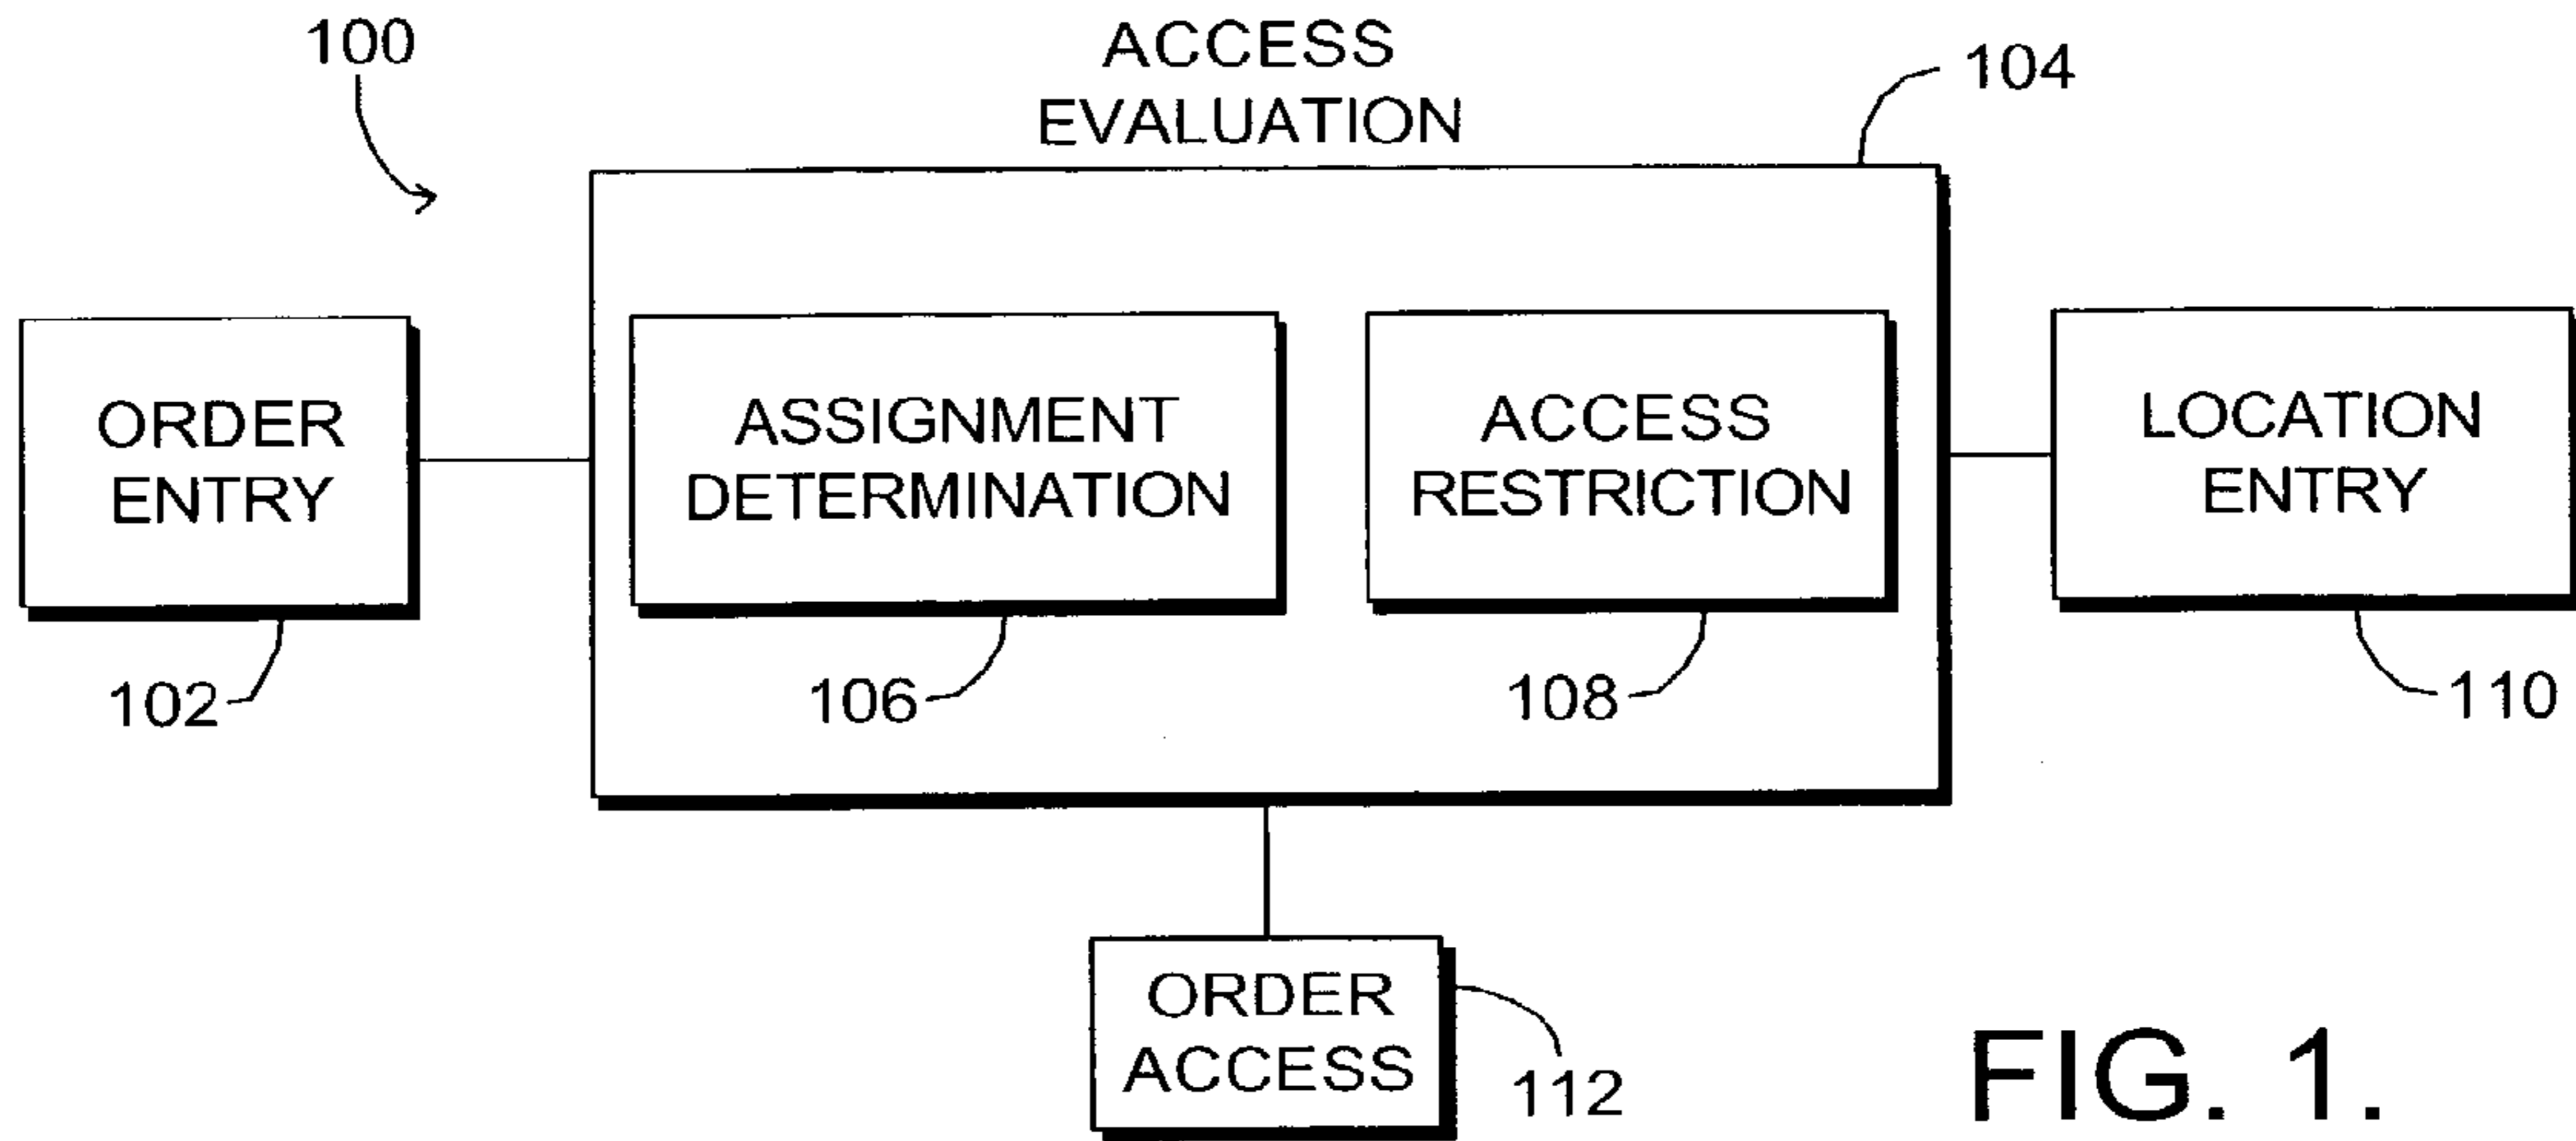 100
ACCESS
EVALUATION
104
ORDER
ENTRY
102
ASSIGNMENT
DETERMINATION
106
ACCESS
RESTRICTION
108
LOCATION
ENTRY
110
ORDER
ACCESS
112
FIG. 1.